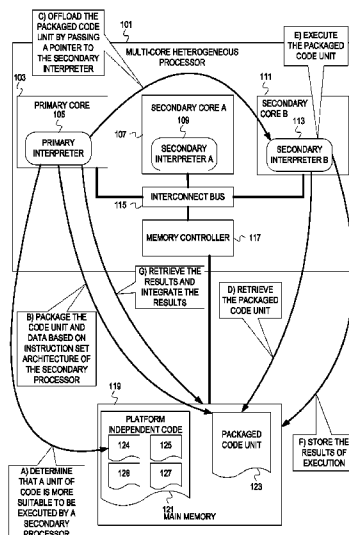 C) OFFLOAD THE
PACKAGED CODE
UNIT BY PASSING
A POINTER TO
THE SECONDARY
INTERPRETER
101
MULTI-CORE HETEROGENEOUS
PROCESSOR
E) EXECUTE
THE
PACKAGED
CODE UNIT
103
PRIMARY CORE
105
PRIMARY
INTERPRETER
SECONDARY CORE A
107
109
SECONDARY
INTERPRETER A
111
SECONDARY
CORE B
113
SECONDARY
INTERPRETER B
115
INTERCONNECT BUS
MEMORY
CONTROLLER
117
G) RETRIEVE THE
RESULTS AND
INTEGRATE THE
RESULTS
B) PACKAGE THE
CODE UNIT AND
DATA BASED ON
INSTRUCTION SET
ARCHITECTURE OF
THE SECONDARY
PROCESSOR
D) RETRIEVE
THE PACKAGED
CODE UNIT
119
PLATFORM
INDEPENDENT CODE
124
125
126
127
121
PACKAGED
CODE UNIT
123
MAIN MEMORY
F) STORE THE
RESULTS OF
EXECUTION
A) DETERMINE
THAT A UNIT OF
CODE IS MORE
SUITABLE TO BE
EXECUTED BY A
SECONDARY
PROCESSOR